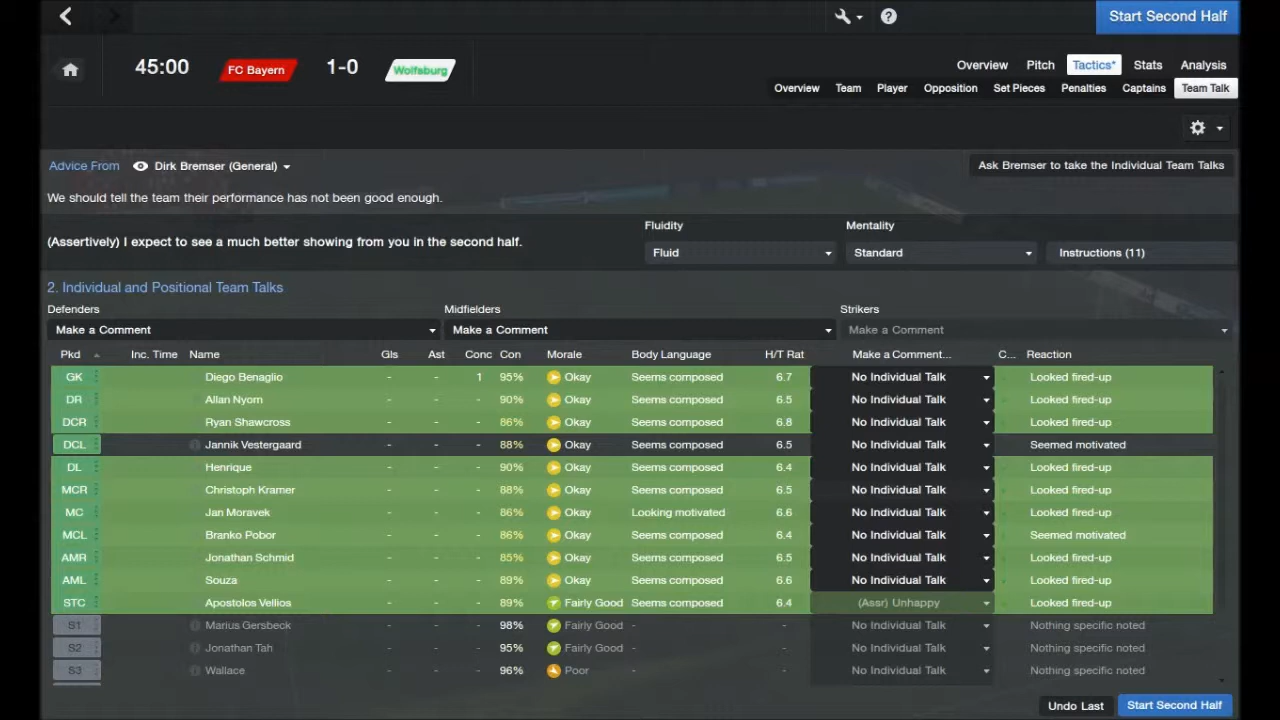 Start Second Half
45:00 FC Bayern 1-0 Wolfsburg
Overview Pitch Tactics* Stats Analysis
Overview Team Player Opposition Set Pieces Penalties Captains Team Talk
Advice From Dirk Bremser (General) Ask Bremser to take the Individual Team Talks
We should tell the team their performance has not been good enough.
Fluidity Mentality
(Assertively) I expect to see a much better showing from you in the second half.
Fluid Standard Instructions (11)
2. Individual and Positional Team Talks
Defenders Midfielders Strikers
Make a Comment Make a Comment Make a Comment
Pkd Inc. Time Name Gls Ast Conc Con Morale Body Language H/T Rat Make a Comment... C... Reaction
GK Diego Benaglio - - 1 95% Okay Seems composed 6.7 No Individual Talk Looked fired-up
DR Allan Nyom - - - 90% Okay Seems composed 6.5 No Individual Talk Looked fired-up
DCR Ryan Shawcross - - - 86% Okay Seems composed 6.8 No Individual Talk Looked fired-up
DCL Jannik Vestergaard - - - 88% Okay Seems composed 6.5 No Individual Talk Seemed motivated
DL Henrique - - - 90% Okay Seems composed 6.4 No Individual Talk Looked fired-up
MCR Christoph Kramer - - - 88% Okay Seems composed 6.5 No Individual Talk Looked fired-up
MC Jan Moravek - - - 86% Okay Looking motivated 6.6 No Individual Talk Looked fired-up
MCL Branko Pobor - - - 86% Okay Seems composed 6.4 No Individual Talk Seemed motivated
AMR Jonathan Schmid - - - 85% Okay Seems composed 6.5 No Individual Talk Looked fired-up
AML Souza - - - 89% Okay Seems composed 6.6 No Individual Talk Looked fired-up
STC Apostolos Vellios - - - 89% Fairly Good Seems composed 6.4 (Assr) Unhappy Looked fired-up
S1 Marius Gersbeck 98% Fairly Good - - No Individual Talk Nothing specific noted
S2 Jonathan Tah 95% Fairly Good - - No Individual Talk Nothing specific noted
S3 Wallace 96% Poor - - No Individual Talk Nothing specific noted
Undo Last Start Second Half